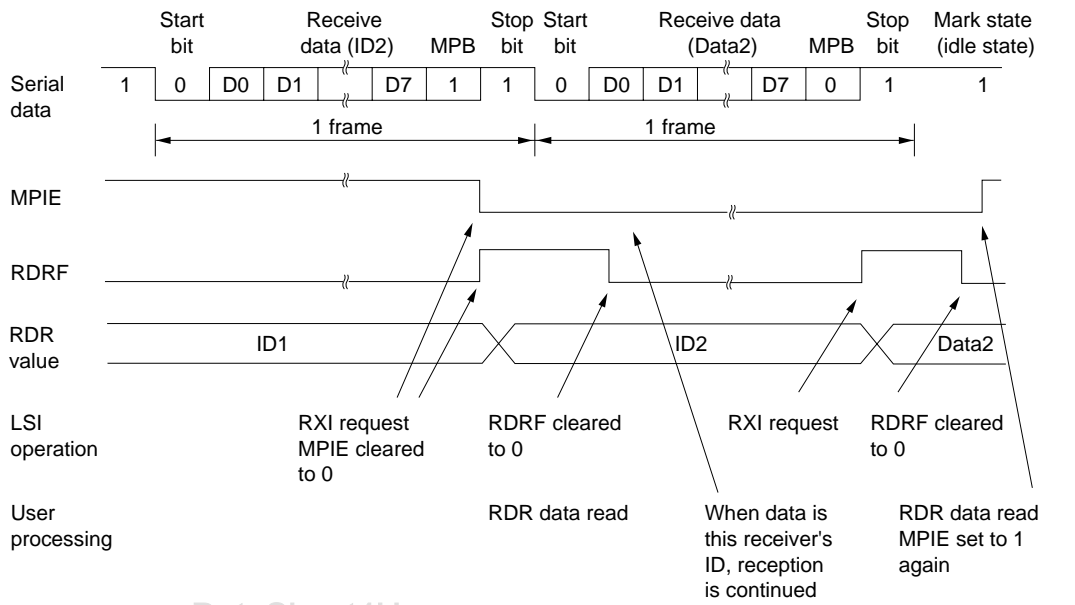 Start bit
Receive data (ID2)
MPB
Stop bit
Start bit
Receive data (Data2)
MPB
Stop bit
Mark state (idle state)
Serial data
1 0 D0 D1 D7 1 1 0 D0 D1 D7 0 1 1
1 frame
1 frame
MPIE
RDRF
RDR value
ID1
ID2
Data2
LSI operation
RXI request
MPIE cleared
to 0
RDRF cleared
to 0
RXI request
RDRF cleared
to 0
User processing
RDR data read
When data is
this receiver's
ID, reception
is continued
RDR data read
MPIE set to 1
again